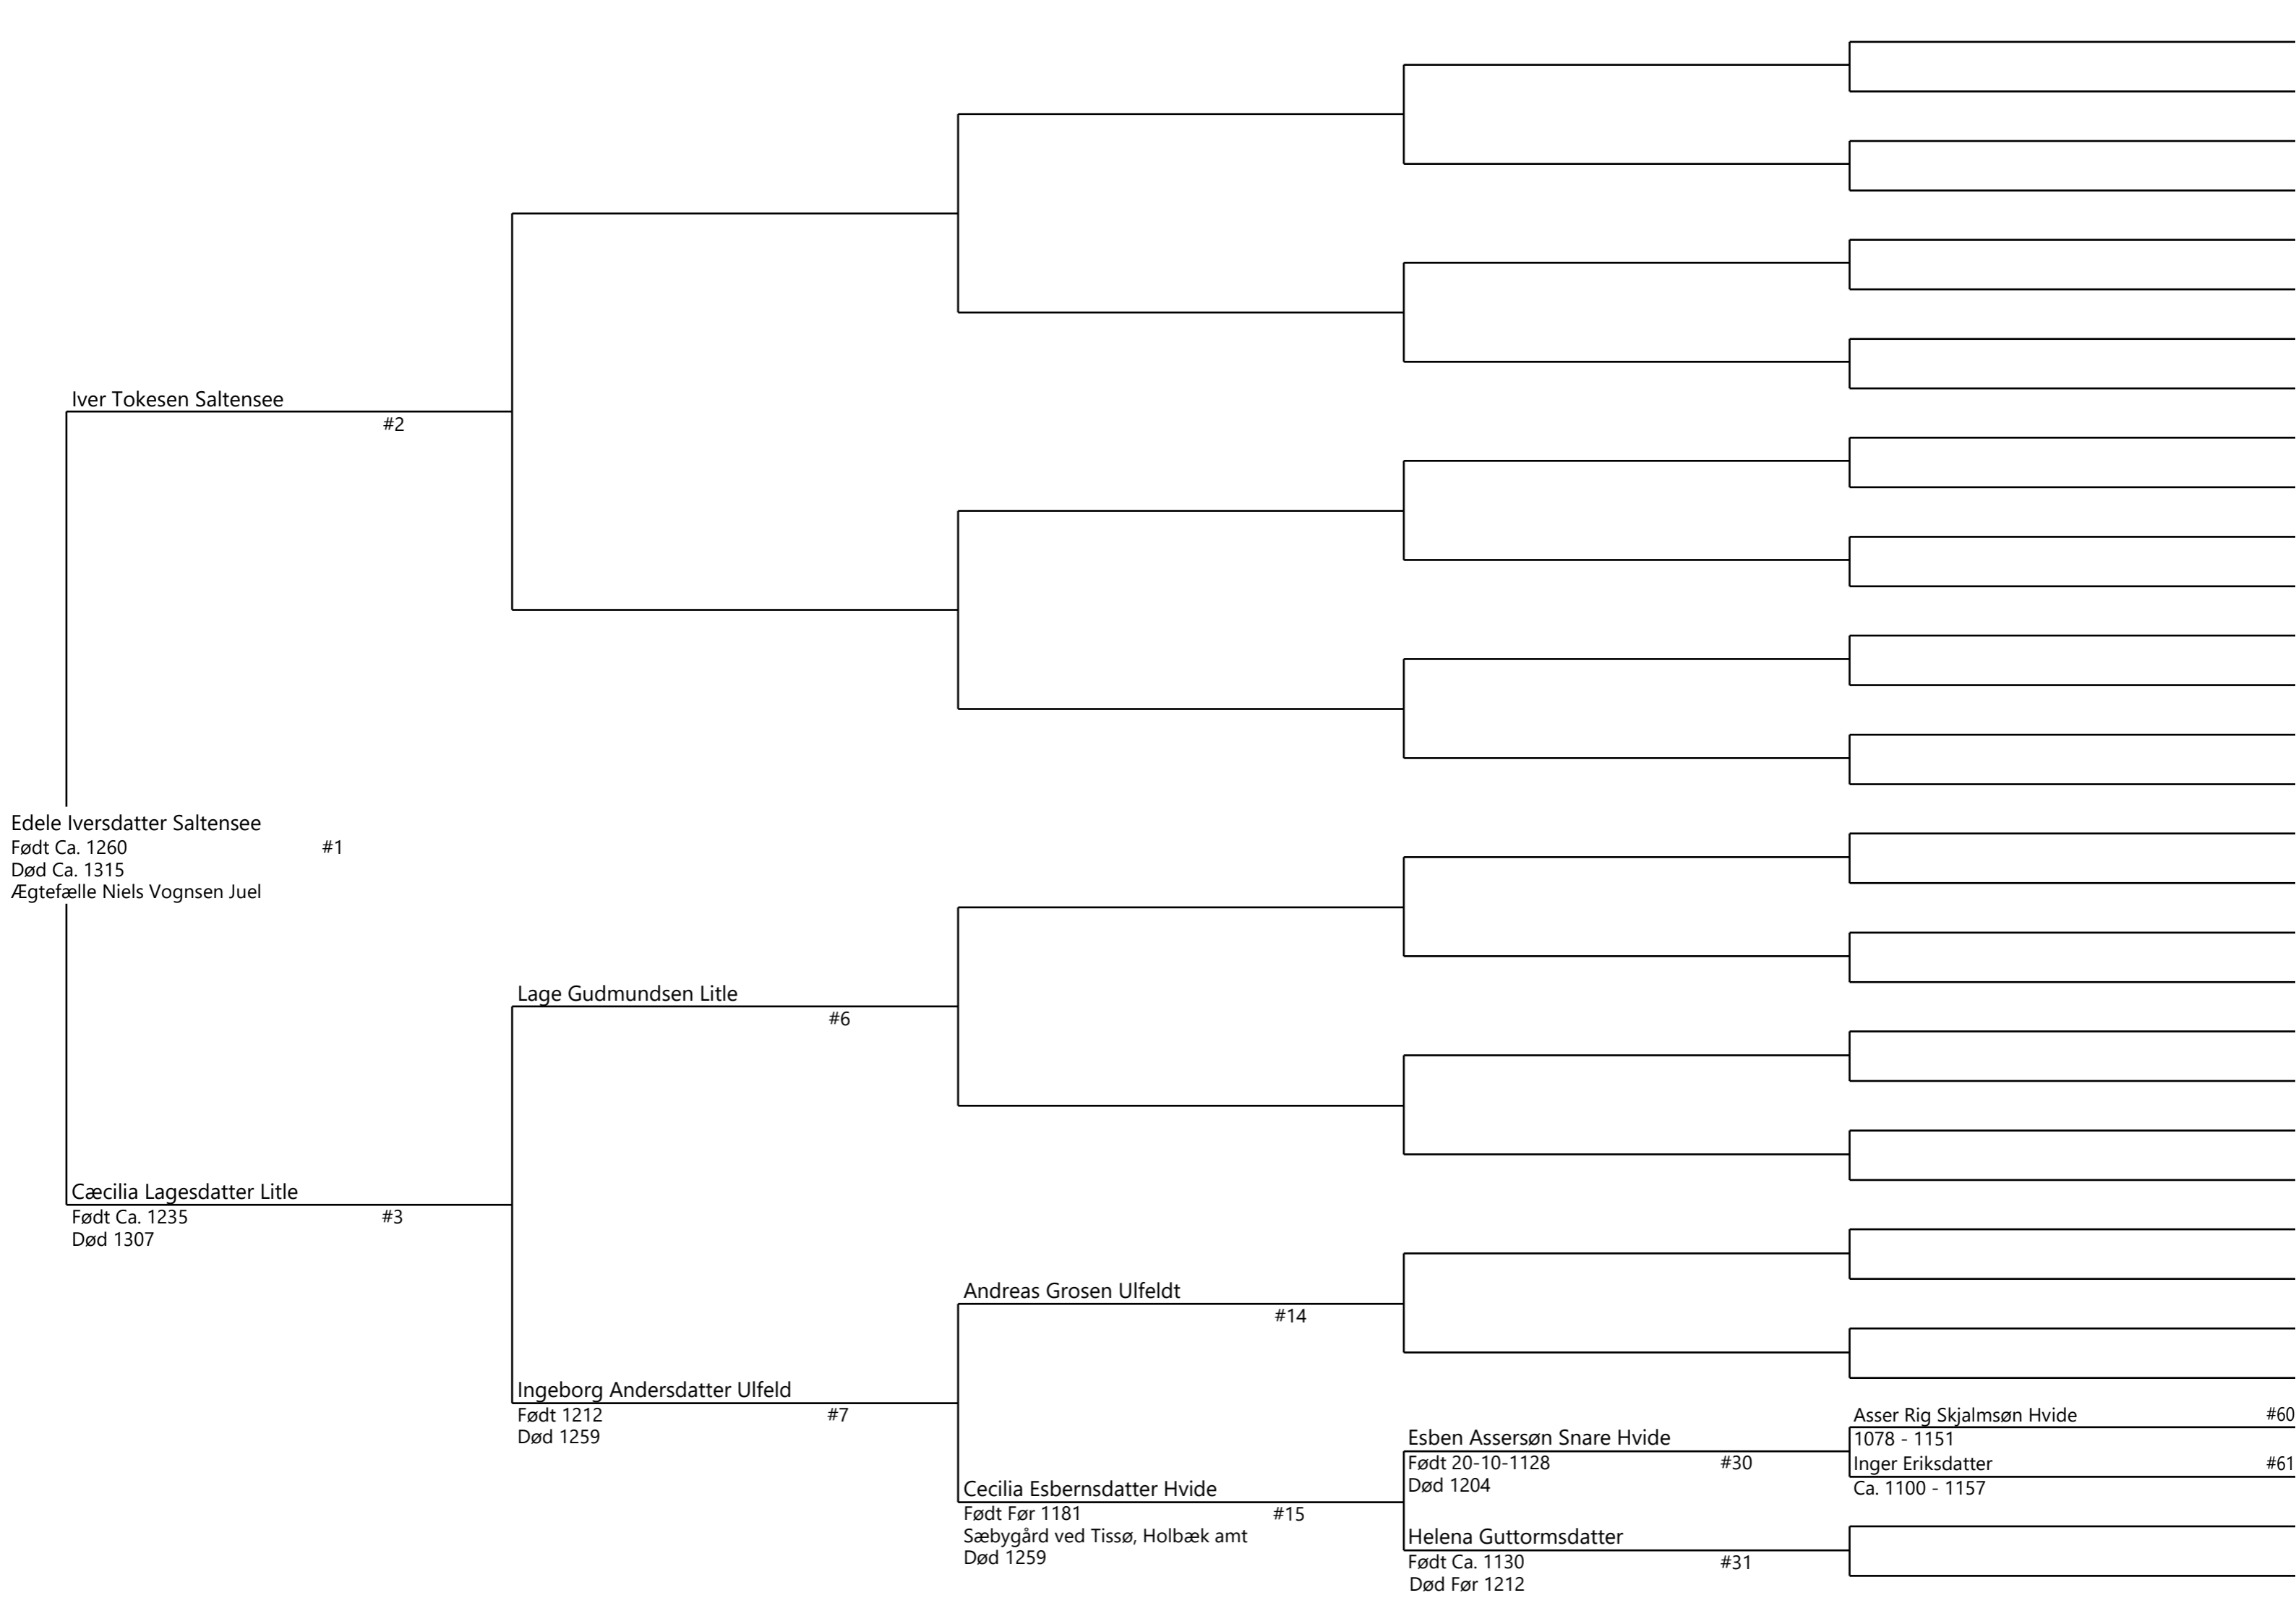 Iver Tokesen Saltensee
#2
Edele Iversdatter Saltensee
Født Ca. 1260 #1
Død Ca. 1315
Ægtefælle Niels Vognsen Juel
Lage Gudmundsen Litle
#6
Cæcilia Lagesdatter Litle
Født Ca. 1235 #3
Død 1307
Andreas Grosen Ulfeldt
#14
Ingeborg Andersdatter Ulfeld
Født 1212 #7
Død 1259
Asser Rig Skjalmsøn Hvide #60
1078 - 1151
Esben Assersøn Snare Hvide
Født 20-10-1128 #30
Død 1204
Inger Eriksdatter #61
Ca. 1100 - 1157
Cecilia Esbernsdatter Hvide
Født Før 1181 #15
Sæbygård ved Tissø, Holbæk amt
Død 1259
Helena Guttormsdatter
Født Ca. 1130 #31
Død Før 1212